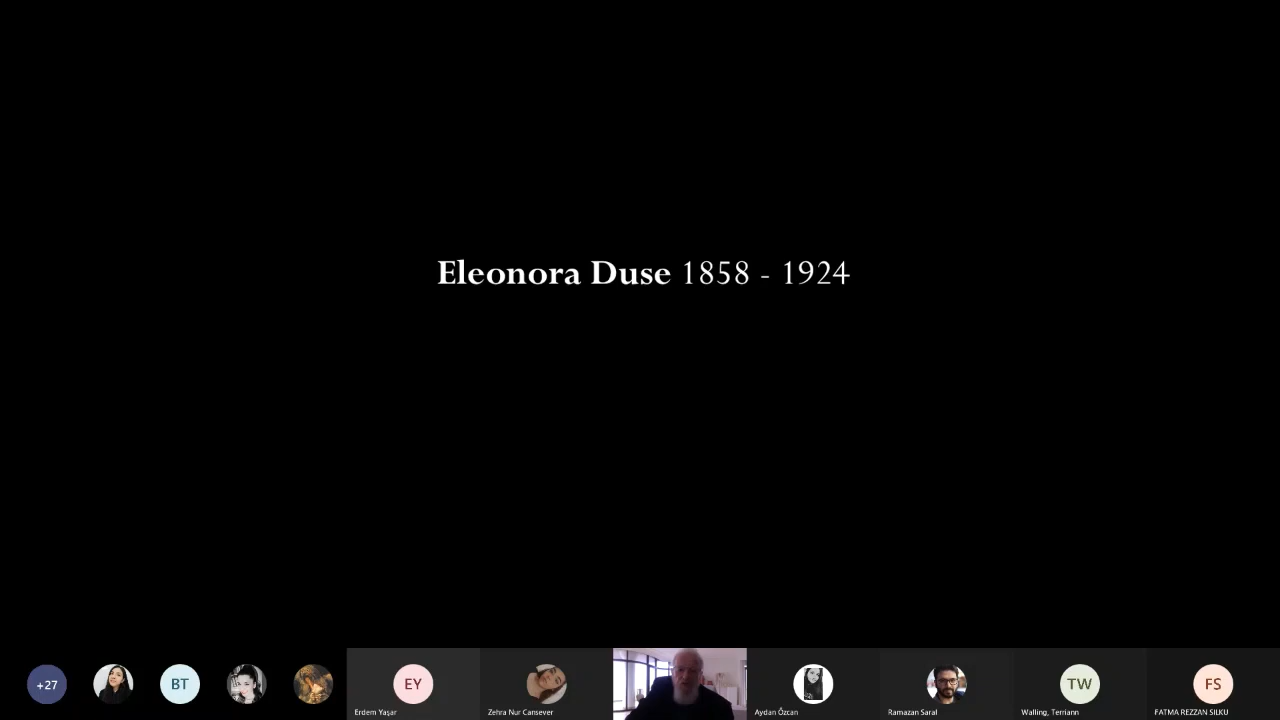 Eleonora Duse 1858 - 1924
+27
BT
EY
TW
FS
Erdem Yaşar
Zehra Nur Cansever
Aydan Özcan
Ramazan Saral
Walling, Terriann
FATMA REZZAN SILKU